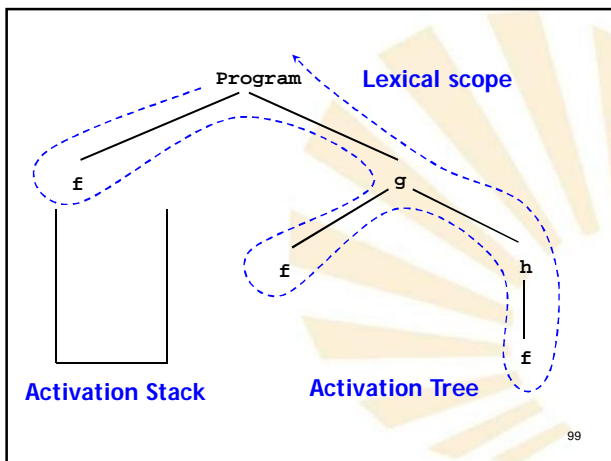 Program
Lexical scope
f
g
f
h
f
Activation Stack
Activation Tree
99